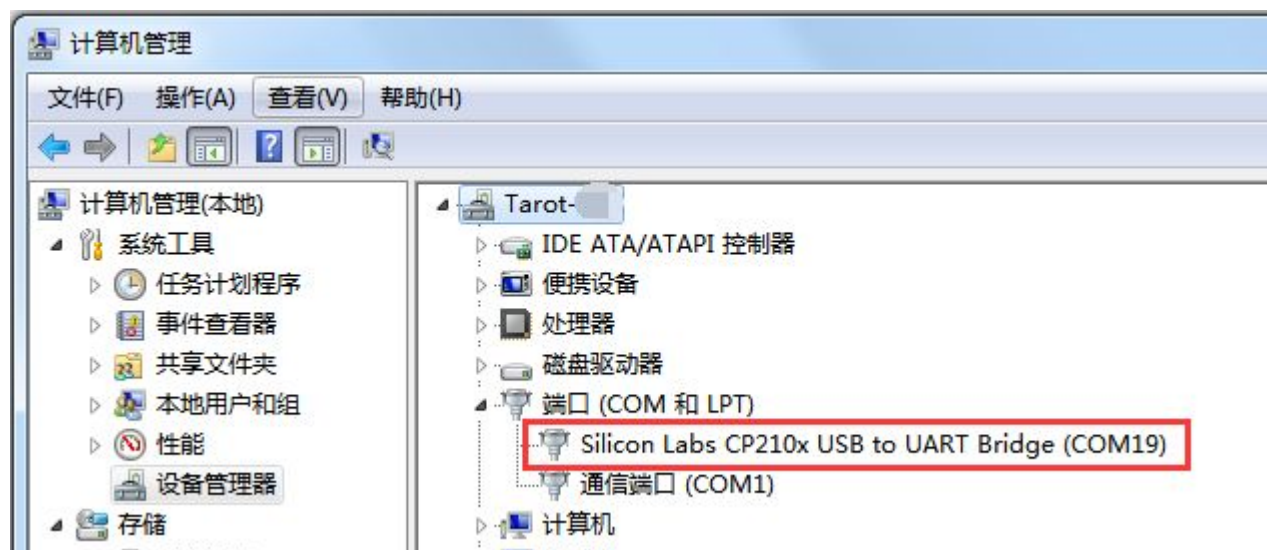 计算机管理
文件(F) 操作(A) 查看(V) 帮助(H)
计算机管理(本地)
系统工具
任务计划程序
事件查看器
共享文件夹
本地用户和组
性能
设备管理器
存储
Tarot-
IDE ATA/ATAPI 控制器
便携设备
处理器
磁盘驱动器
端口 (COM 和 LPT)
Silicon Labs CP210x USB to UART Bridge (COM19)
通信端口 (COM1)
计算机